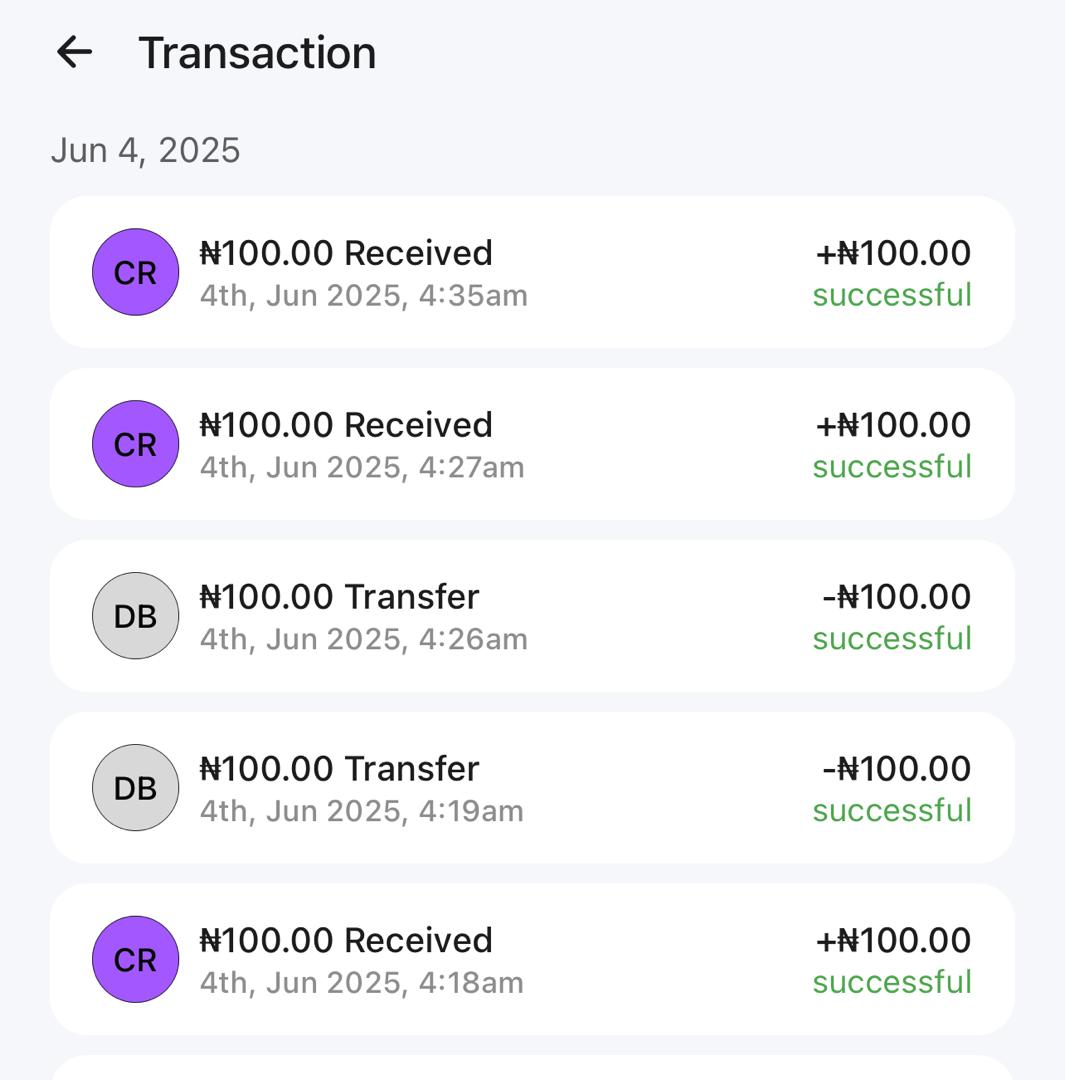 Transaction
Jun 4, 2025
CR
₦100.00 Received
+₦100.00
4th, Jun 2025, 4:35am
successful
CR
₦100.00 Received
+₦100.00
4th, Jun 2025, 4:27am
successful
DB
₦100.00 Transfer
-₦100.00
4th, Jun 2025, 4:26am
successful
DB
₦100.00 Transfer
-₦100.00
4th, Jun 2025, 4:19am
successful
CR
₦100.00 Received
+₦100.00
4th, Jun 2025, 4:18am
successful